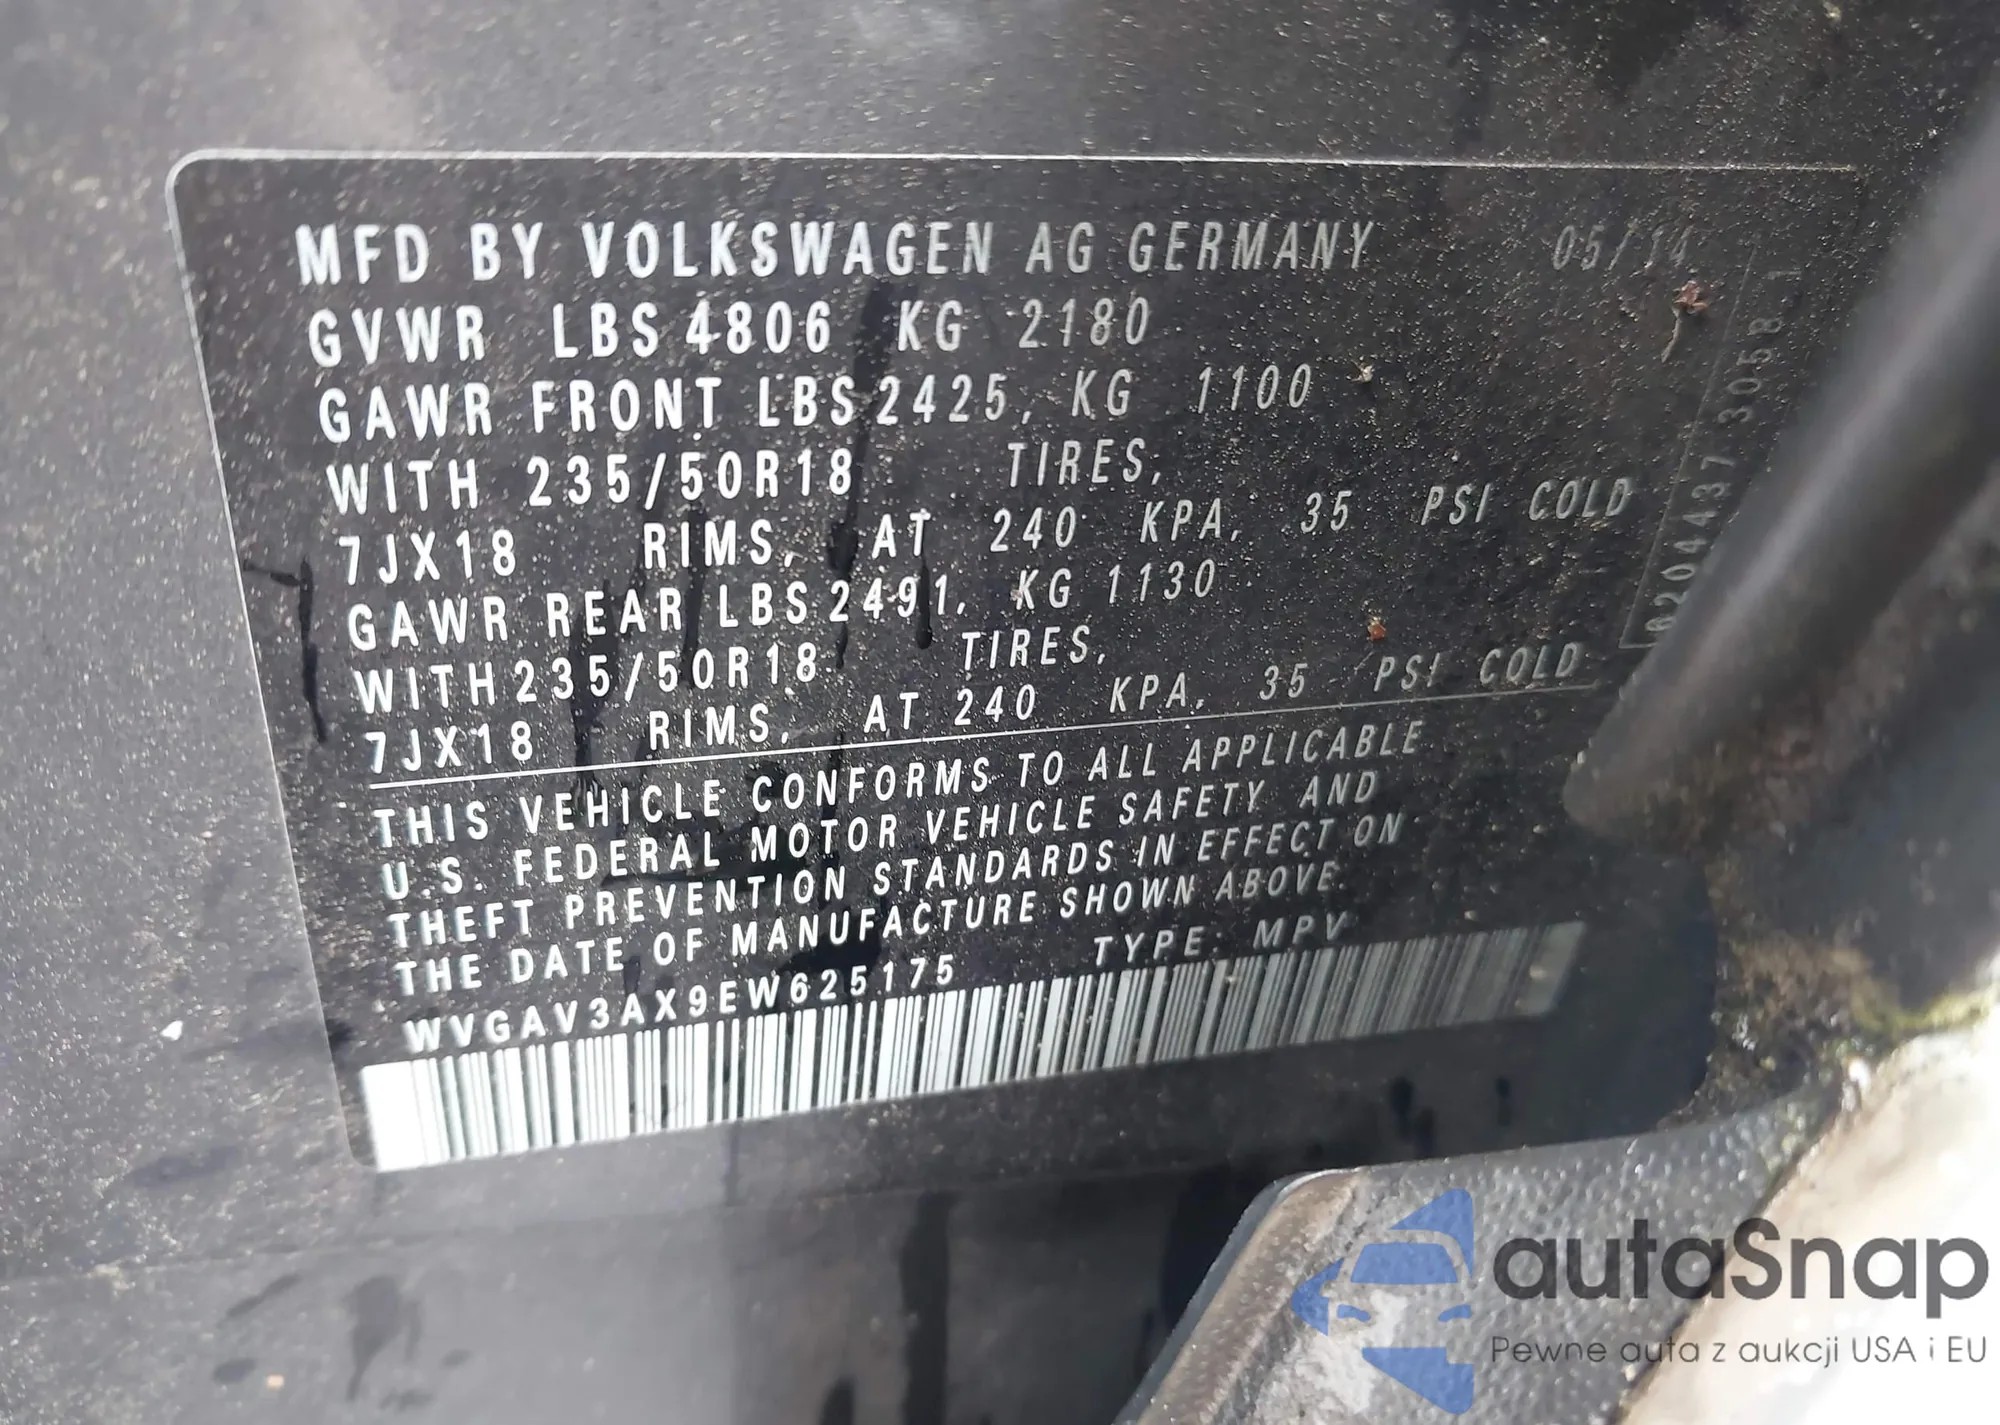 MFD BY VOLKSWAGEN AG GERMANY 05/14
GVWR LBS 4806 KG 2180
GAWR FRONT LBS 2425, KG 1100
WITH 235/50R18 TIRES,
7JX18 RIMS, AT 240 KPA, 35 PSI COLD
GAWR REAR LBS 2491, KG 1130
WITH 235/50R18 TIRES,
7JX18 RIMS, AT 240 KPA, 35 PSI COLD
THIS VEHICLE CONFORMS TO ALL APPLICABLE
U.S. FEDERAL MOTOR VEHICLE SAFETY AND
THEFT PREVENTION STANDARDS IN EFFECT ON
THE DATE OF MANUFACTURE SHOWN ABOVE.
WVGAV3AX9EW625175 TYPE: MPV
autaSnap
Pewne auta z aukcji USA i EU